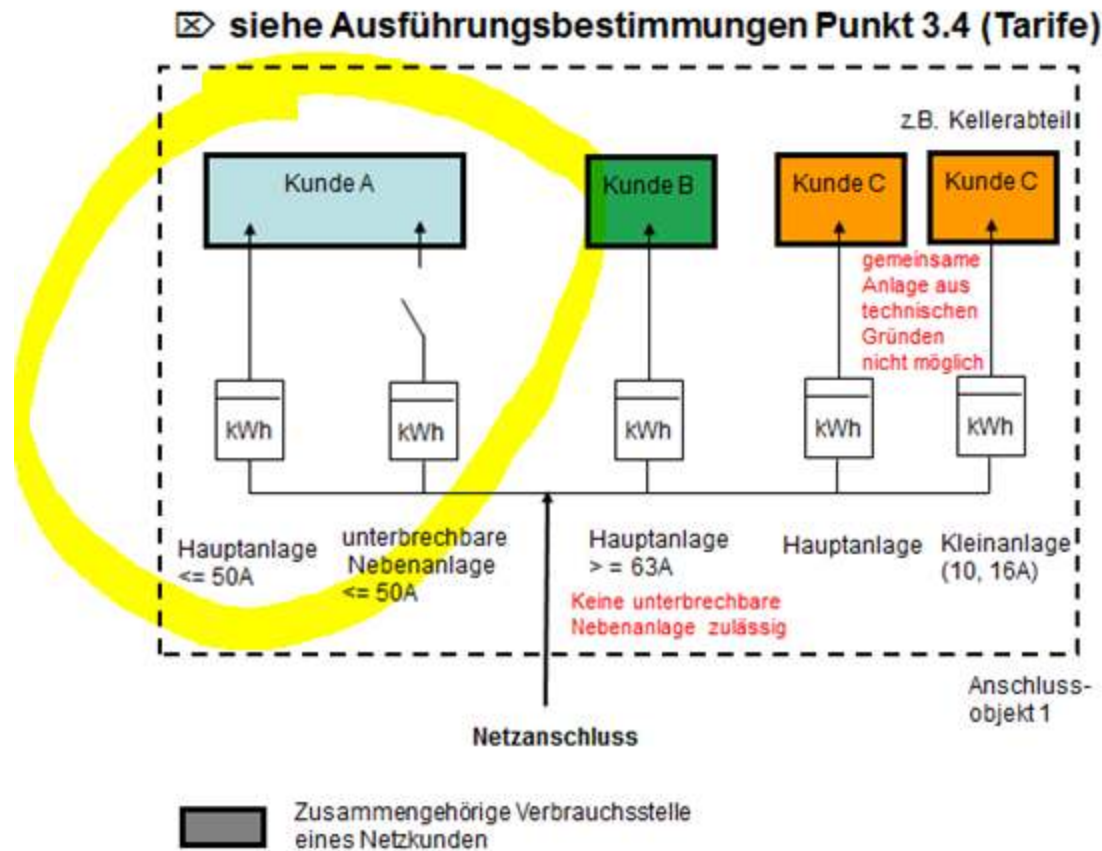 ⌦ siehe Ausführungsbestimmungen Punkt 3.4 (Tarife)
z.B. Kellerabteil
Kunde A
Kunde B
Kunde C
Kunde C
gemeinsame
Anlage aus
technischen
Gründen
nicht möglich
kWh
kWh
kWh
kWh
kWh
Hauptanlage
<= 50A
unterbrechbare
Nebenanlage
<= 50A
Hauptanlage
> = 63A
Keine unterbrechbare
Nebenanlage zulässig
Hauptanlage
Kleinanlage
(10, 16A)
Anschluss-
objekt 1
Netzanschluss
Zusammengehörige Verbrauchsstelle
eines Netzkunden